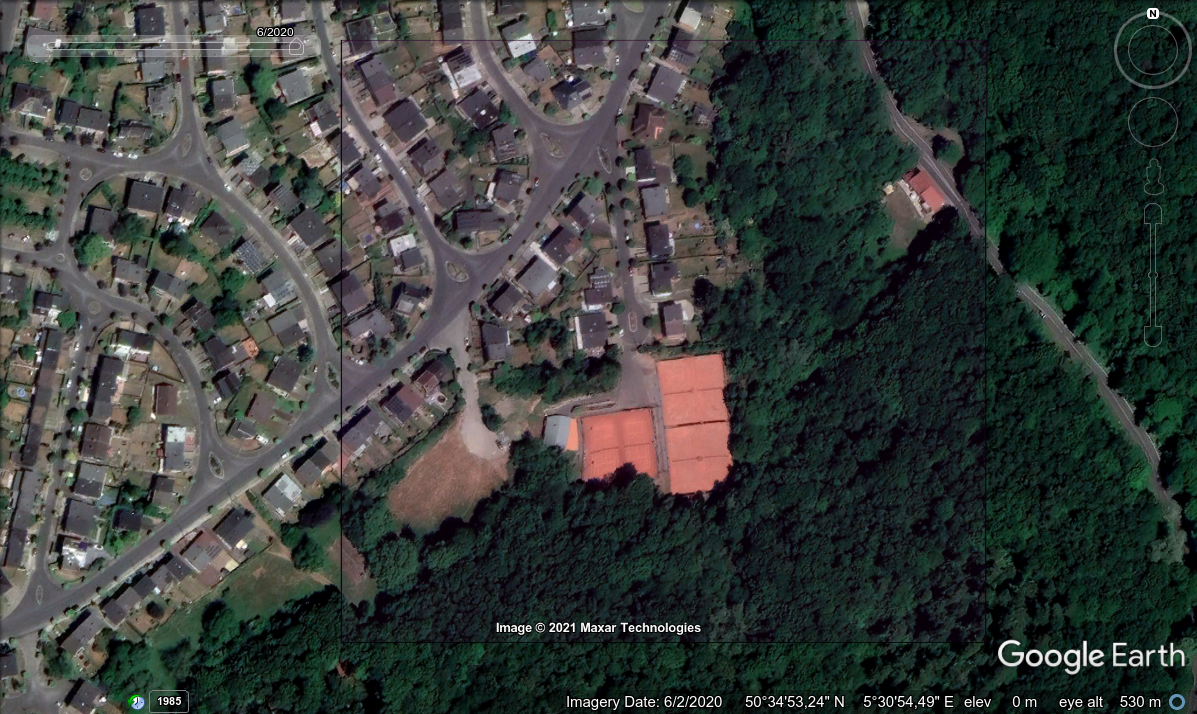 N
6/2020
Image © 2021 Maxar Technologies
Google Earth
1985
Imagery Date: 6/2/2020 50°34'53,24" N 5°30'54,49" E elev 0 m eye alt 530 m